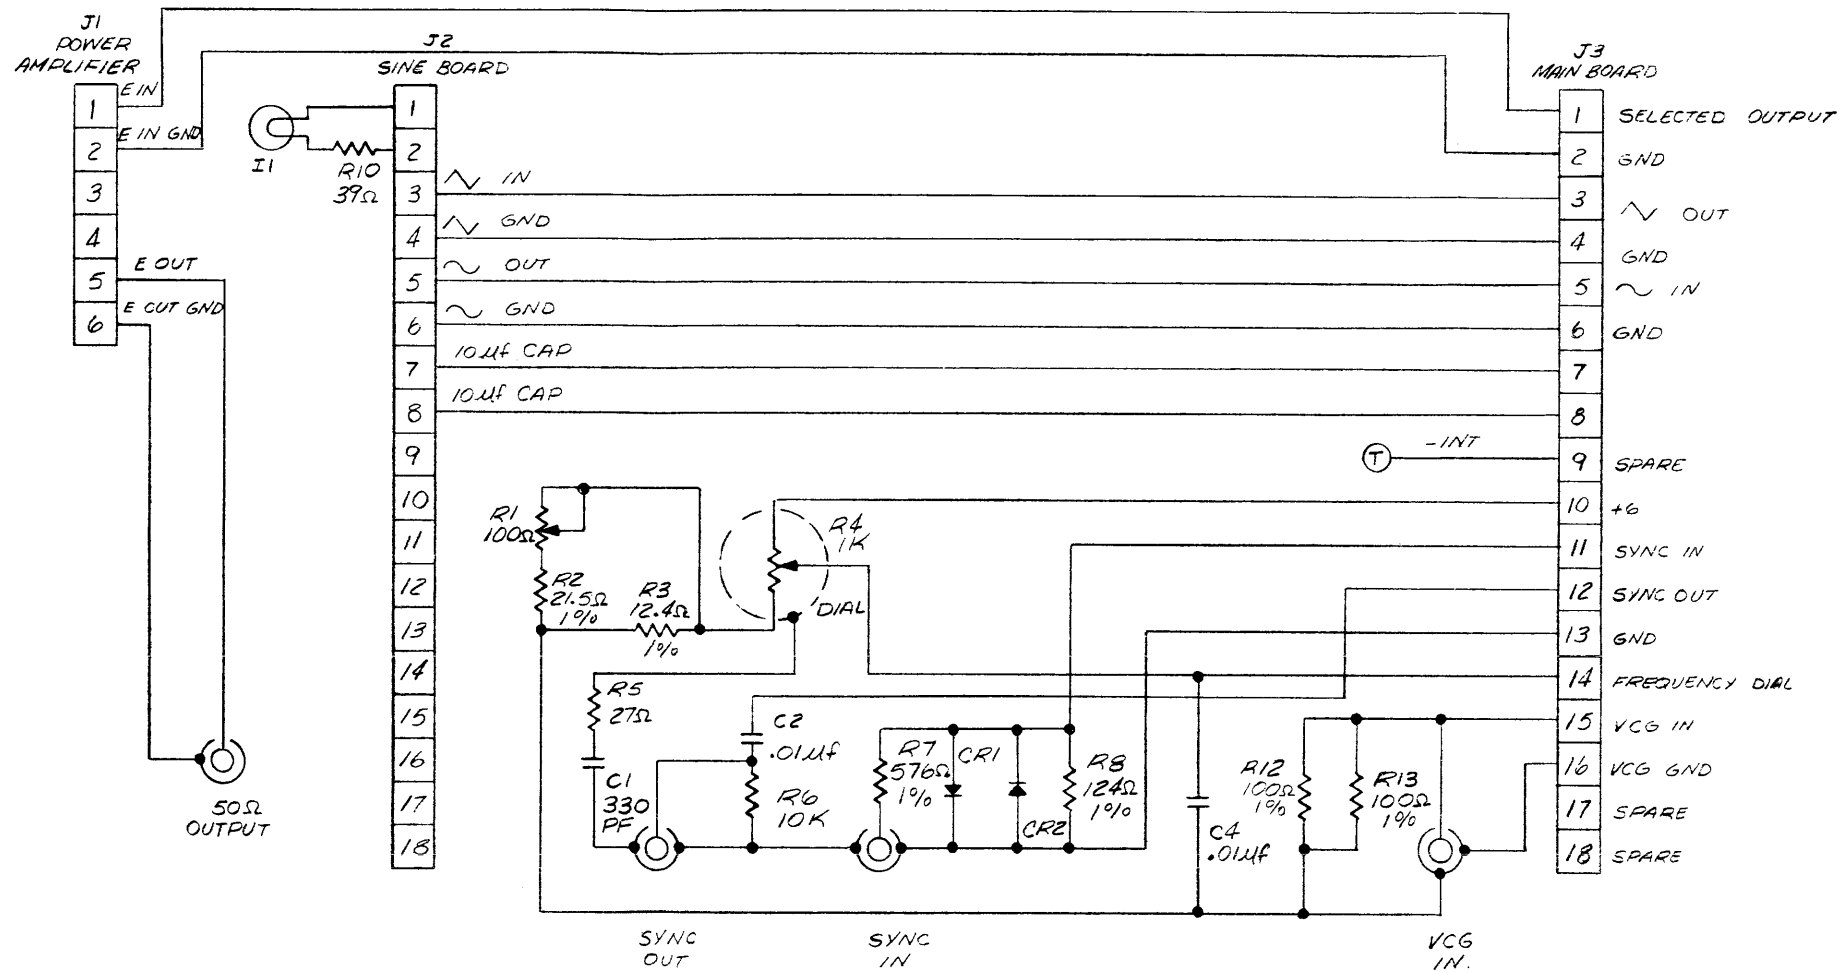 J1
POWER
AMPLIFIER
1
2
3
4
5
6
E IN
E IN GND
E OUT
E OUT GND
50Ω
OUTPUT
I1
R10
39Ω
J2
SINE BOARD
1
2
3
4
5
6
7
8
9
10
11
12
13
14
15
16
17
18
IN
GND
OUT
GND
10 µf CAP
10 µf CAP
R1
100Ω
R2
21.5Ω
1%
R3
12.4Ω
1%
R4
1K
DIAL
R5
27Ω
C1
330
PF
C2
.01µf
R6
10K
R7
576Ω
1%
CR1
CR2
R8
124Ω
1%
C4
.01µf
R12
100Ω
1%
R13
100Ω
1%
SYNC
OUT
SYNC
IN
VCG
IN.
T
-INT
J3
MAIN BOARD
1 SELECTED OUTPUT
2 GND
3 OUT
4 GND
5 IN
6 GND
7
8
9 SPARE
10 +6
11 SYNC IN
12 SYNC OUT
13 GND
14 FREQUENCY DIAL
15 VCG IN
16 VCG GND
17 SPARE
18 SPARE